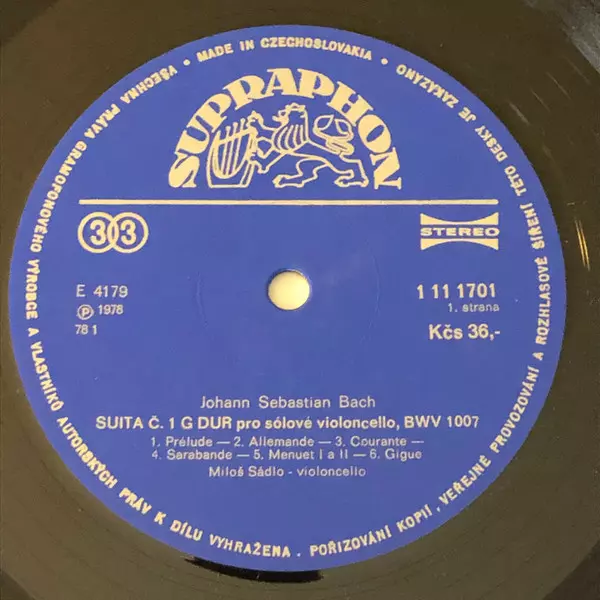 • MADE IN CZECHOSLOVAKIA •
SUPRAPHON
33
STEREO
E 4179
Ⓟ 1978
78 1
1 11 1701
1. strana
Kčs 36,-
Johann Sebastian Bach
SUITA Č. 1 G DUR pro sólové violoncello, BWV 1007
1. Prélude — 2. Allemande — 3. Courante —
4. Sarabande — 5. Menuet I a II — 6. Gigue
Miloš Sádlo - violoncello
VŠECHNA PRÁVA GRAMOFONOVÉHO VÝROBCE A VLASTNÍKŮ AUTORSKÝCH PRÁV K DÍLU VYHRAŽENA . POŘIZOVÁNÍ KOPIÍ, VEŘEJNÉ PROVOZOVÁNÍ A ROZHLASOVÉ ŠÍŘENÍ TÉTO DESKY JE ZAKÁZÁNO